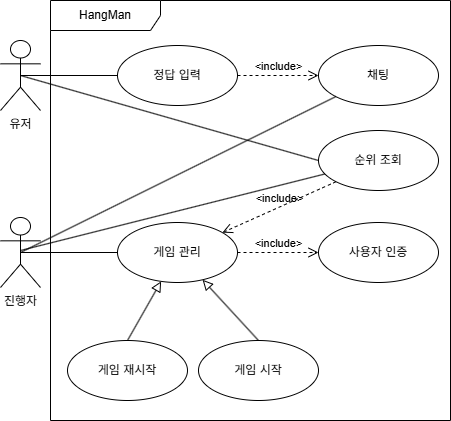 HangMan
정답 입력
<include>
채팅
유저
순위 조회
<include>
게임 관리
<include>
사용자 인증
진행자
게임 재시작
게임 시작